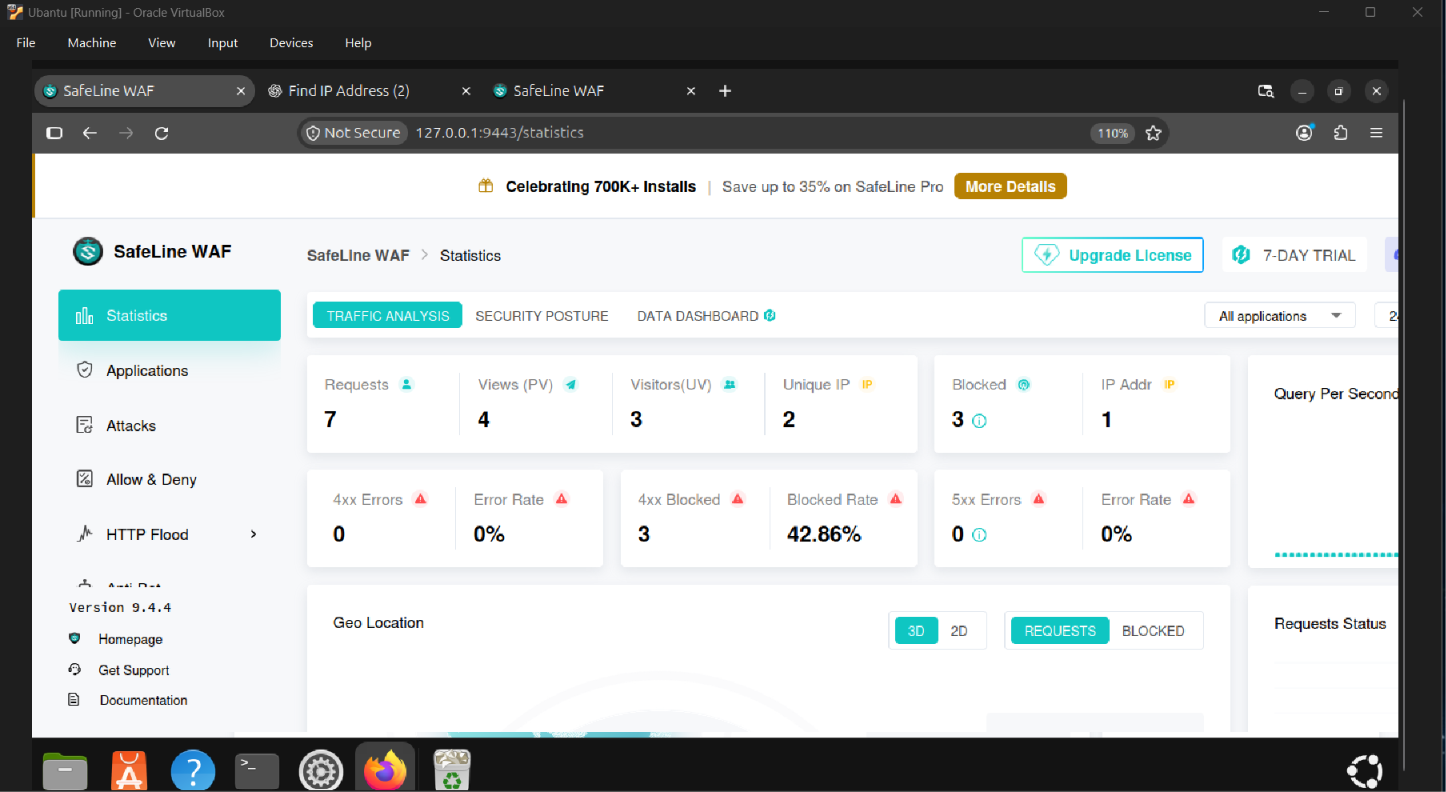 Ubantu [Running] - Oracle VirtualBox
File Machine View Input Devices Help
SafeLine WAF
Find IP Address (2)
SafeLine WAF
Not Secure 127.0.0.1:9443/statistics 110%
Celebrating 700K+ Installs | Save up to 35% on SafeLine Pro More Details
SafeLine WAF
SafeLine WAF > Statistics
Upgrade License
7-DAY TRIAL
Statistics
Applications
Attacks
Allow & Deny
HTTP Flood
Anti-Bot
Version 9.4.4
Homepage
Get Support
Documentation
TRAFFIC ANALYSIS SECURITY POSTURE DATA DASHBOARD
All applications
Requests Views (PV) Visitors(UV) Unique IP IP
7 4 3 2
Blocked IP Addr IP
3 1
Query Per Second
4xx Errors Error Rate
0 0%
4xx Blocked Blocked Rate
3 42.86%
5xx Errors Error Rate
0 0%
Geo Location
3D 2D
REQUESTS BLOCKED
Requests Status